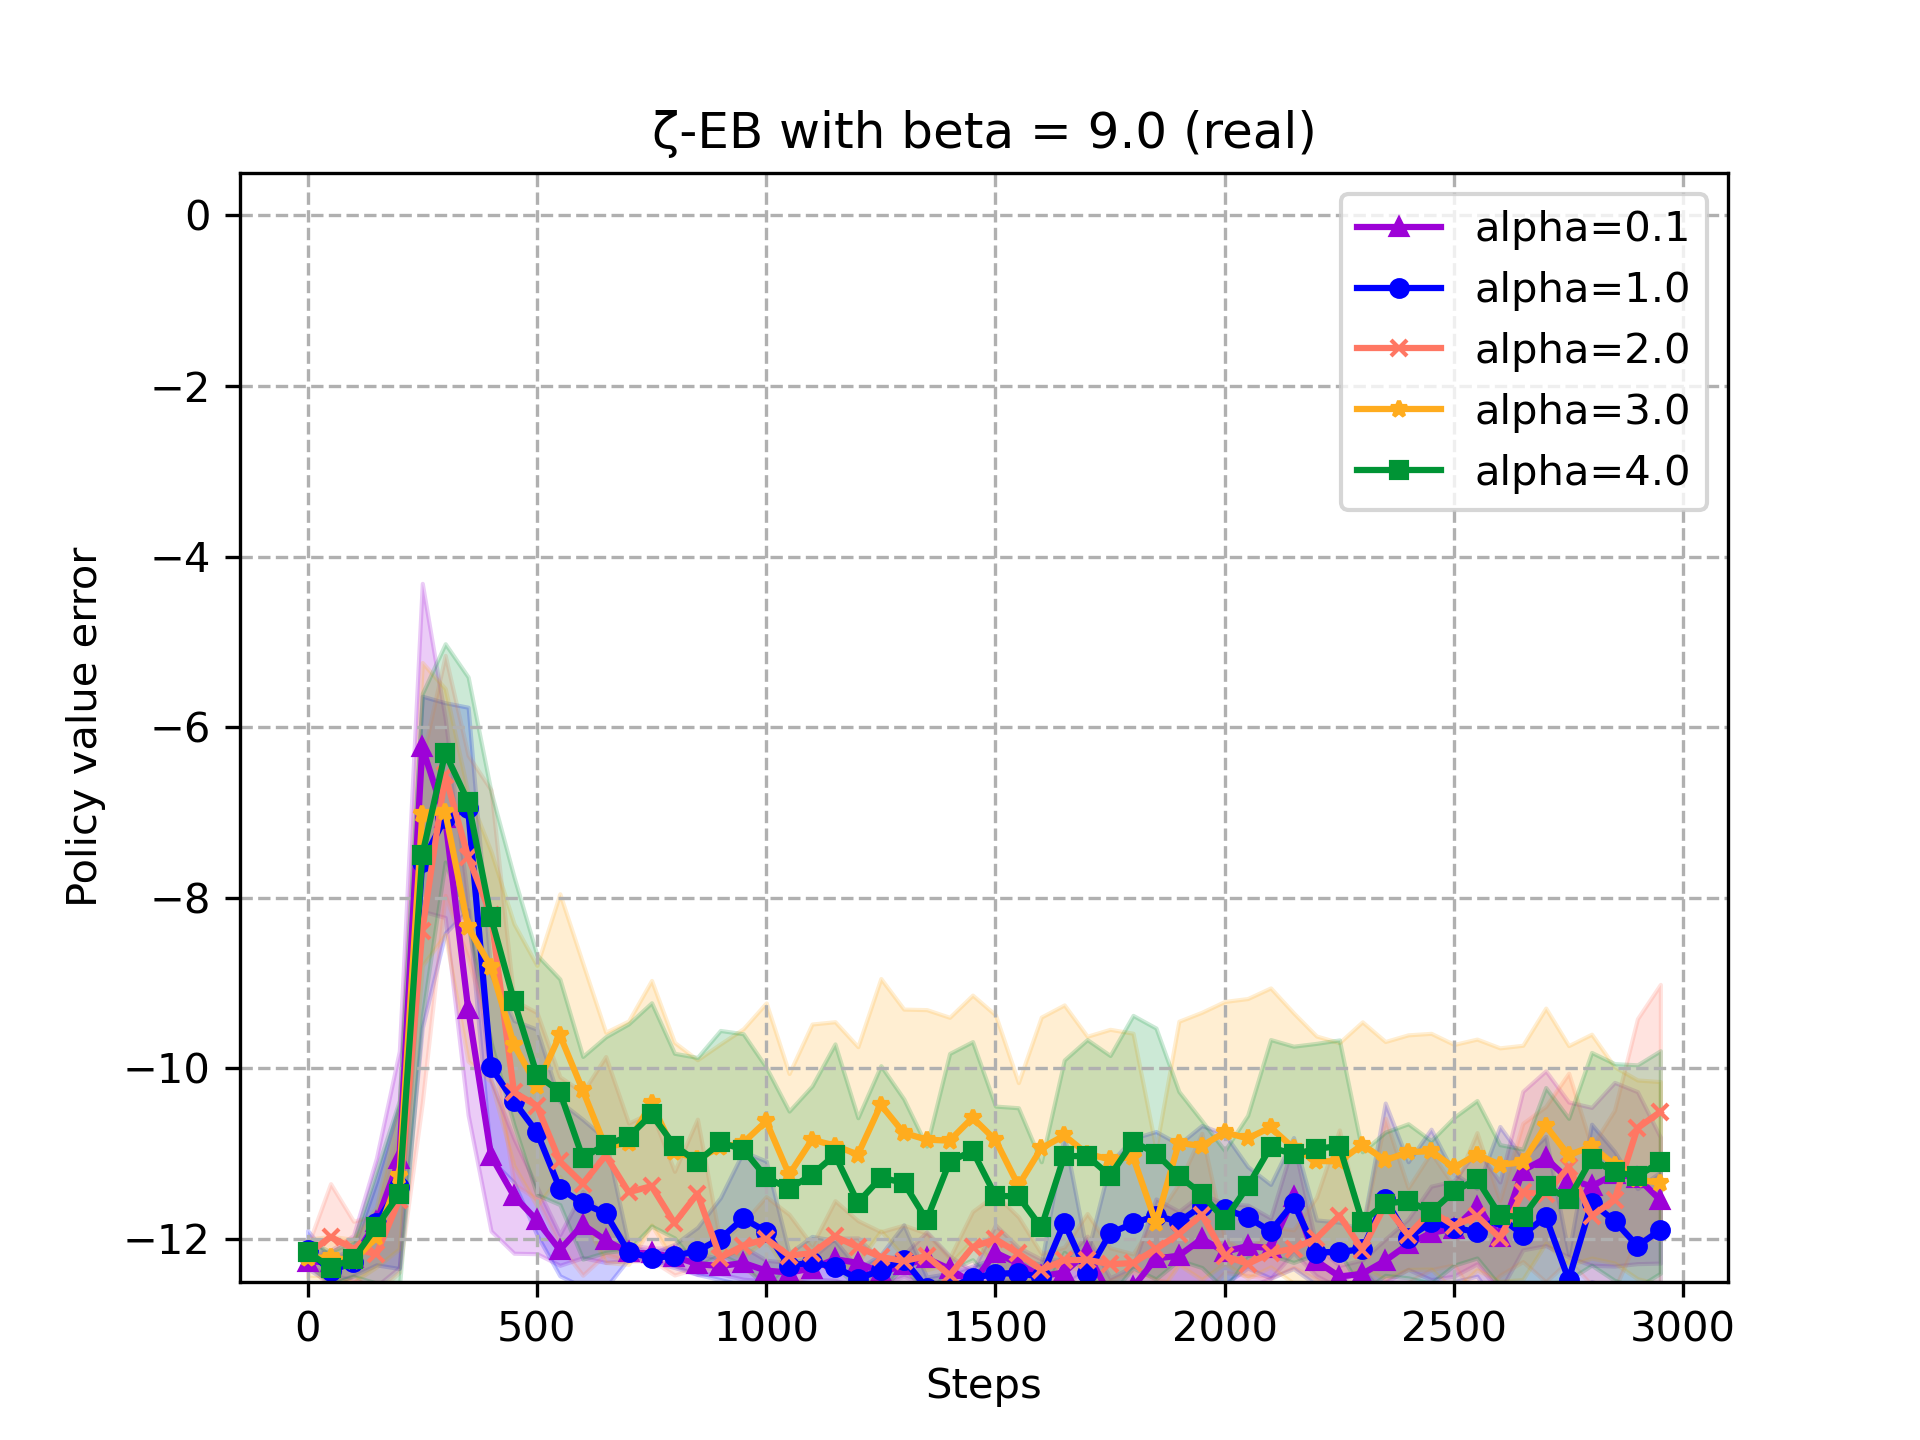 ζ-EB with beta = 9.0 (real)
0
−2
−4
−6
−8
−10
−12
Policy value error
alpha=0.1
alpha=1.0
alpha=2.0
alpha=3.0
alpha=4.0
0 500 1000 1500 2000 2500 3000
Steps